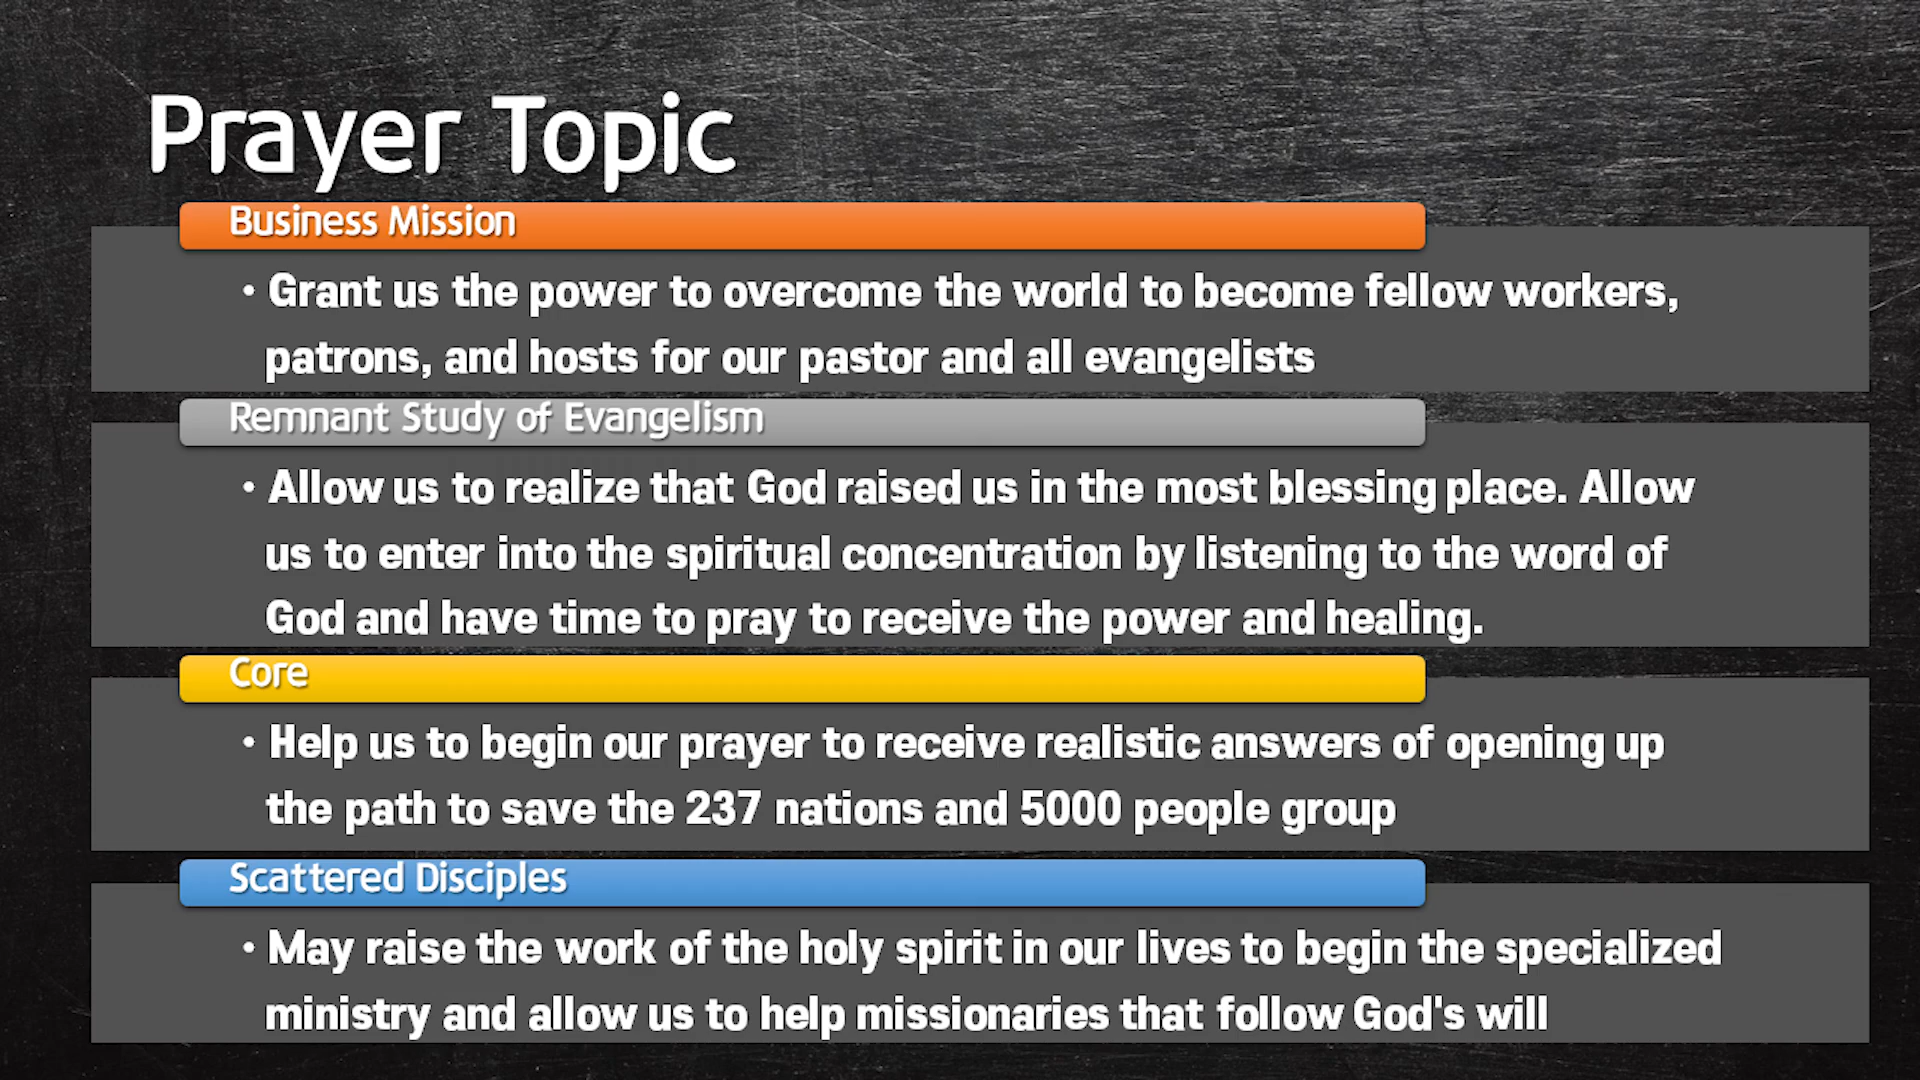 Prayer Topic
Business Mission
• Grant us the power to overcome the world to become fellow workers,
patrons, and hosts for our pastor and all evangelists
Remnant Study of Evangelism
• Allow us to realize that God raised us in the most blessing place. Allow
us to enter into the spiritual concentration by listening to the word of
God and have time to pray to receive the power and healing.
Core
• Help us to begin our prayer to receive realistic answers of opening up
the path to save the 237 nations and 5000 people group
Scattered Disciples
• May raise the work of the holy spirit in our lives to begin the specialized
ministry and allow us to help missionaries that follow God's will